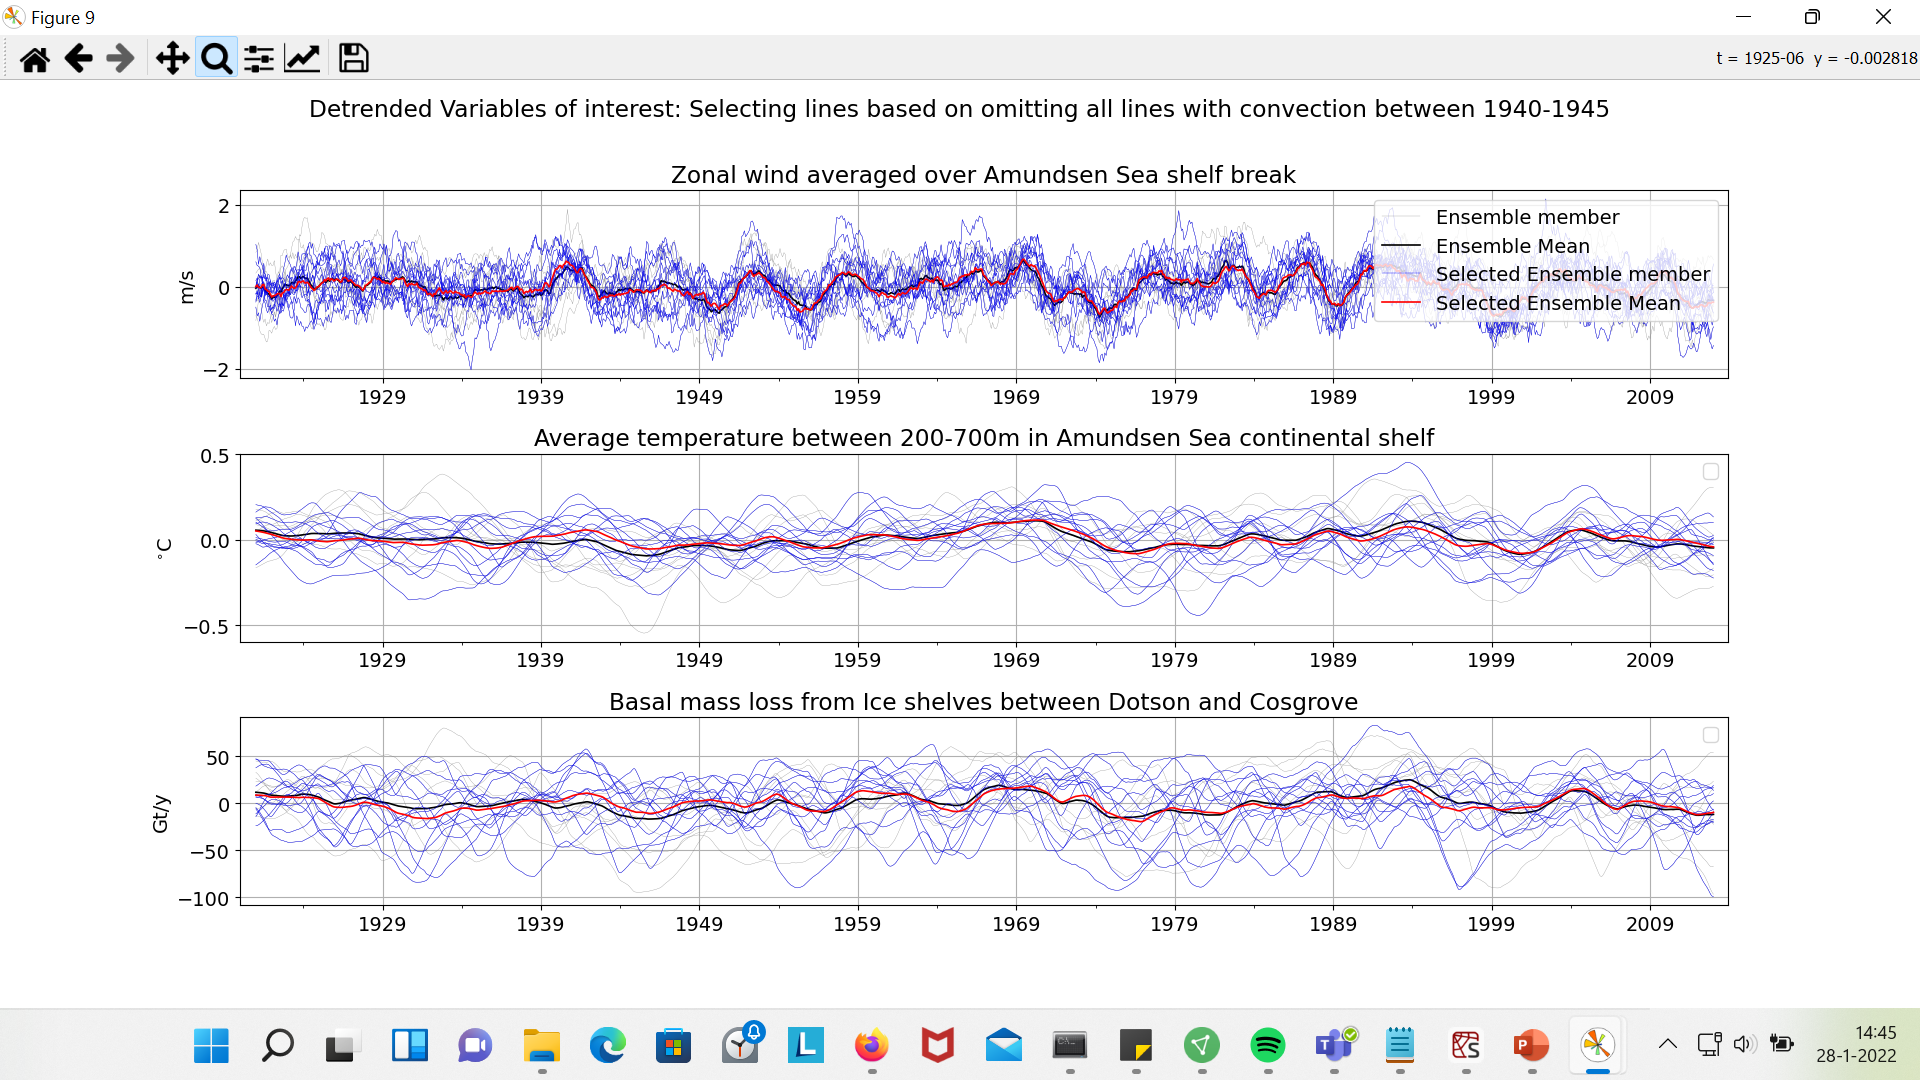 Figure 9
t = 1925-06 y = -0.002818
Detrended Variables of interest: Selecting lines based on omitting all lines with convection between 1940-1945
Zonal wind averaged over Amundsen Sea shelf break
2
0
−2
m/s
Ensemble member
Ensemble Mean
Selected Ensemble member
Selected Ensemble Mean
1929 1939 1949 1959 1969 1979 1989 1999 2009
Average temperature between 200-700m in Amundsen Sea continental shelf
0.5
0.0
−0.5
°C
1929 1939 1949 1959 1969 1979 1989 1999 2009
Basal mass loss from Ice shelves between Dotson and Cosgrove
50
0
−50
−100
Gt/y
1929 1939 1949 1959 1969 1979 1989 1999 2009
14:45
28-1-2022